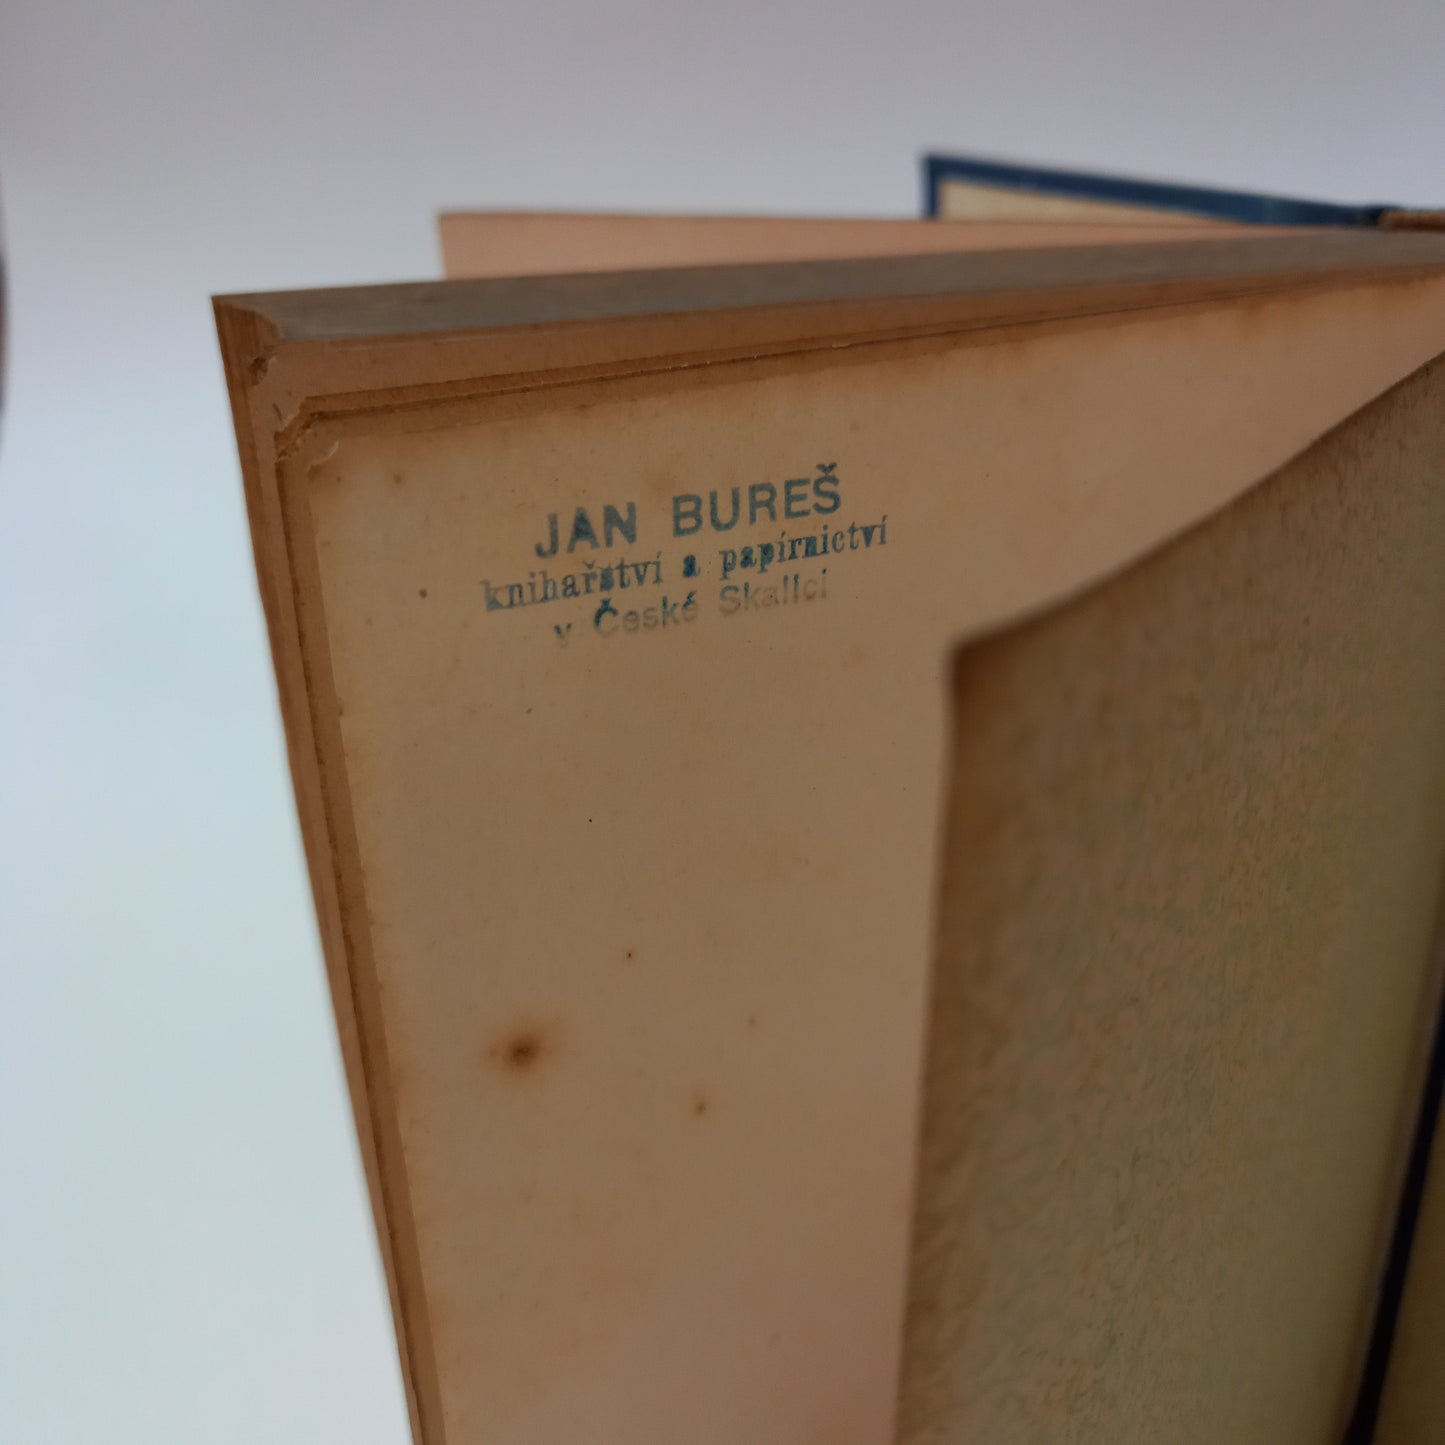 JAN BUREŠ
knihařství a papírnictví
v České Skalici